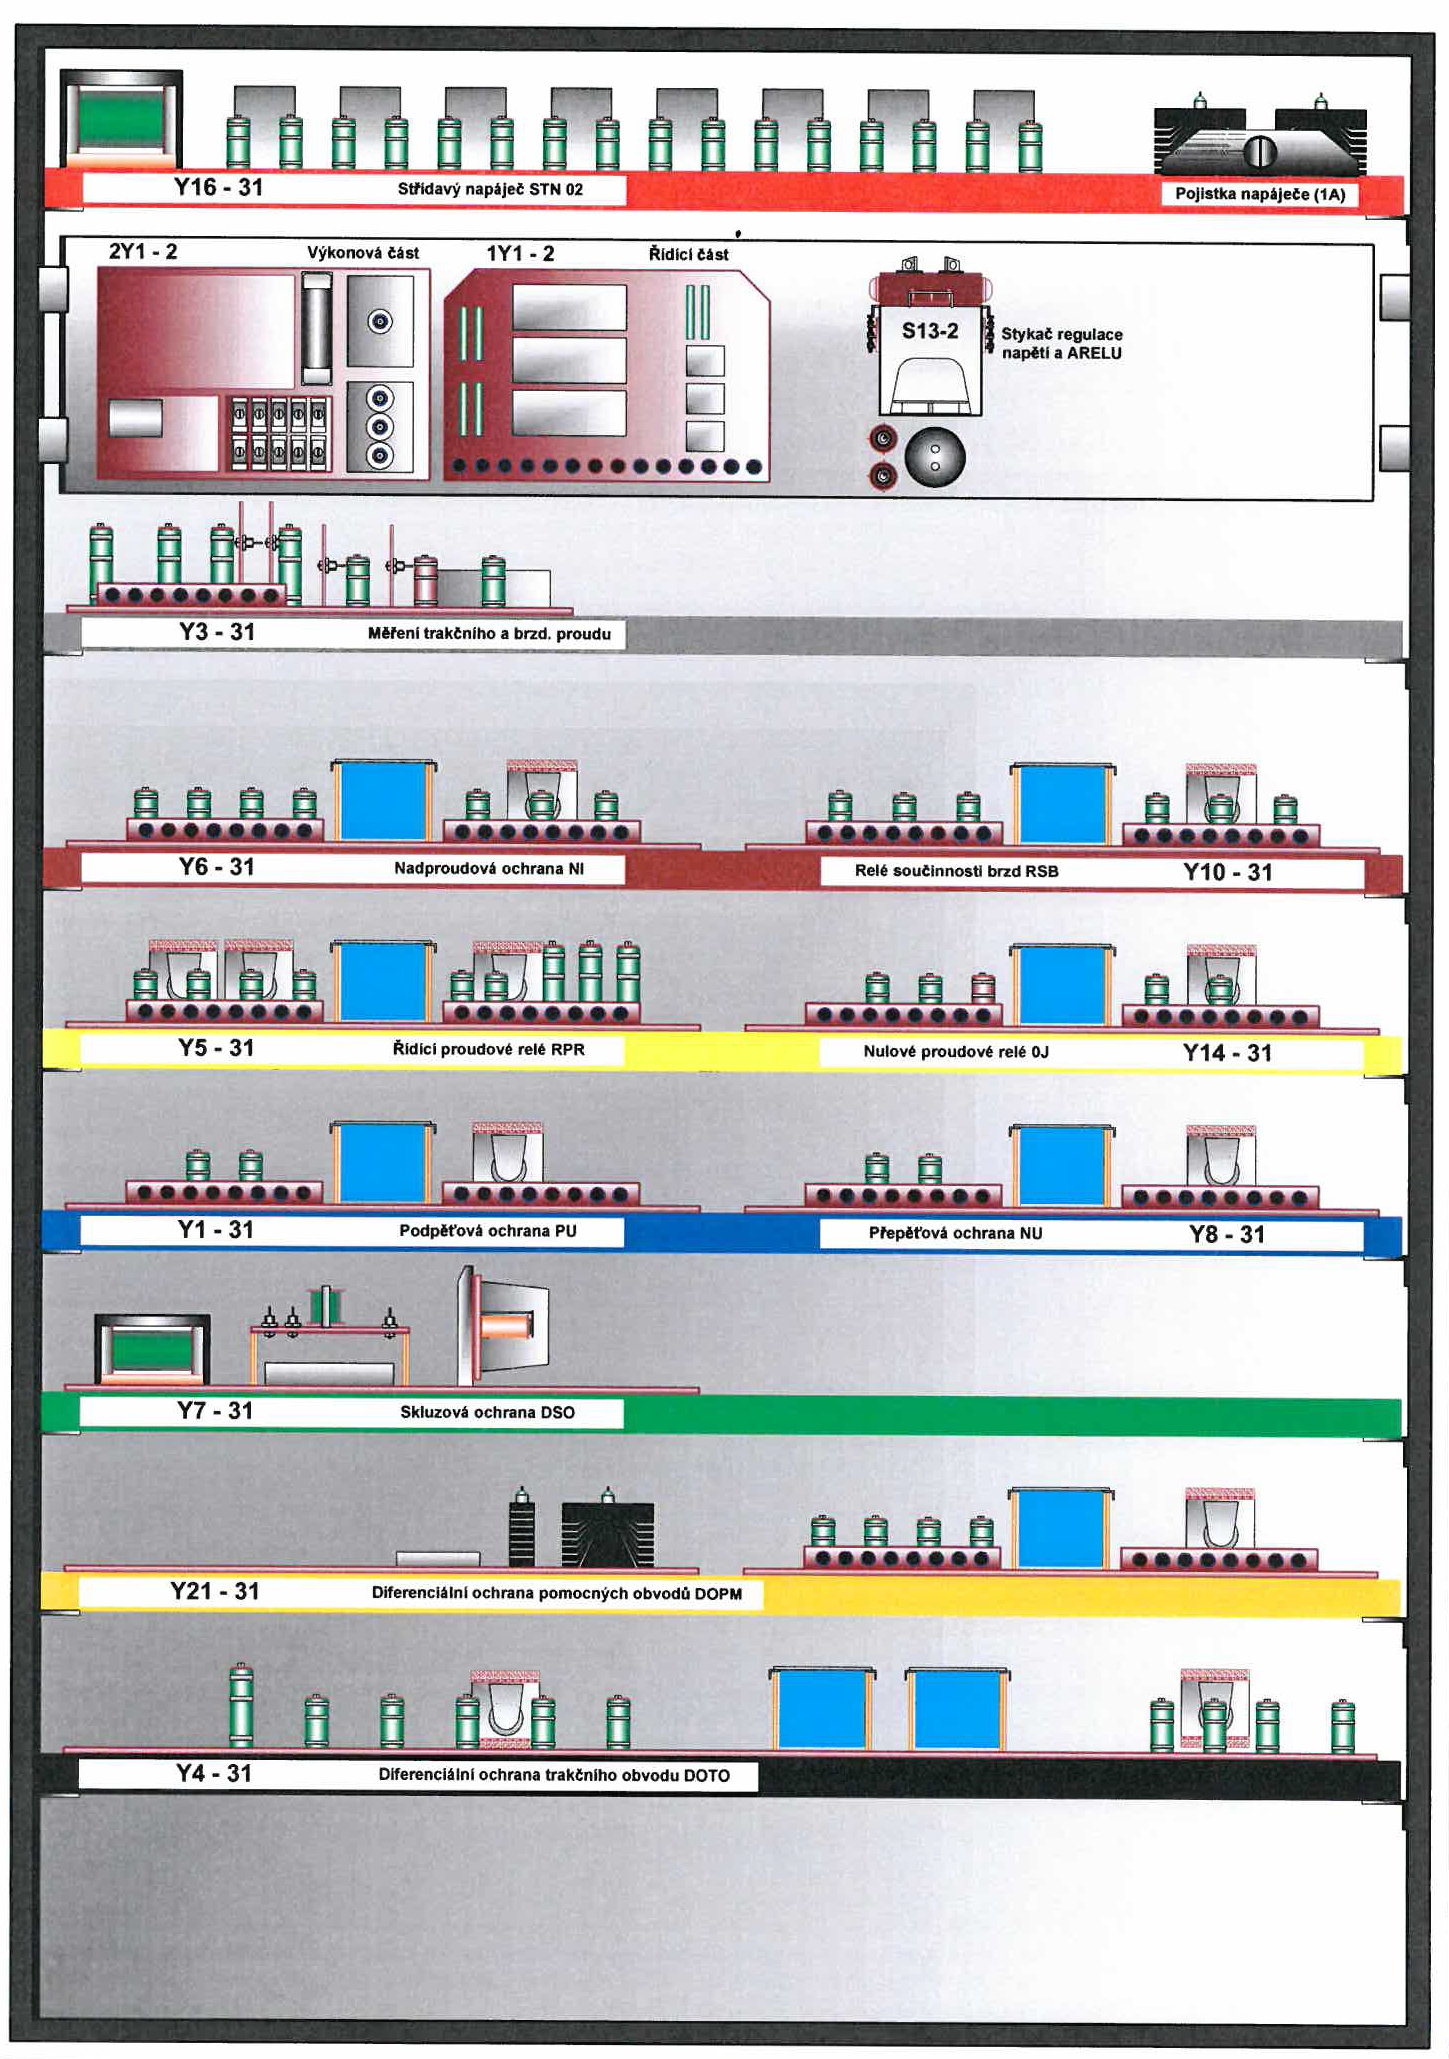 Y16 - 31 Střídavý napáječ STN 02 Pojistka napáječe (1A)
2Y1 - 2 Výkonová část 1Y1 - 2 Řídící část
S13-2 Stykač regulace
napětí a ARELU
Y3 - 31 Měření trakčního a brzd. proudu
Y6 - 31 Nadproudová ochrana NI Relé součinnosti brzd RSB Y10 - 31
Y5 - 31 Řídící proudové relé RPR Nulové proudové relé 0J Y14 - 31
Y1 - 31 Podpěťová ochrana PU Přepěťová ochrana NU Y8 - 31
Y7 - 31 Skluzová ochrana DSO
Y21 - 31 Diferenciální ochrana pomocných obvodů DOPM
Y4 - 31 Diferenciální ochrana trakčního obvodu DOTO